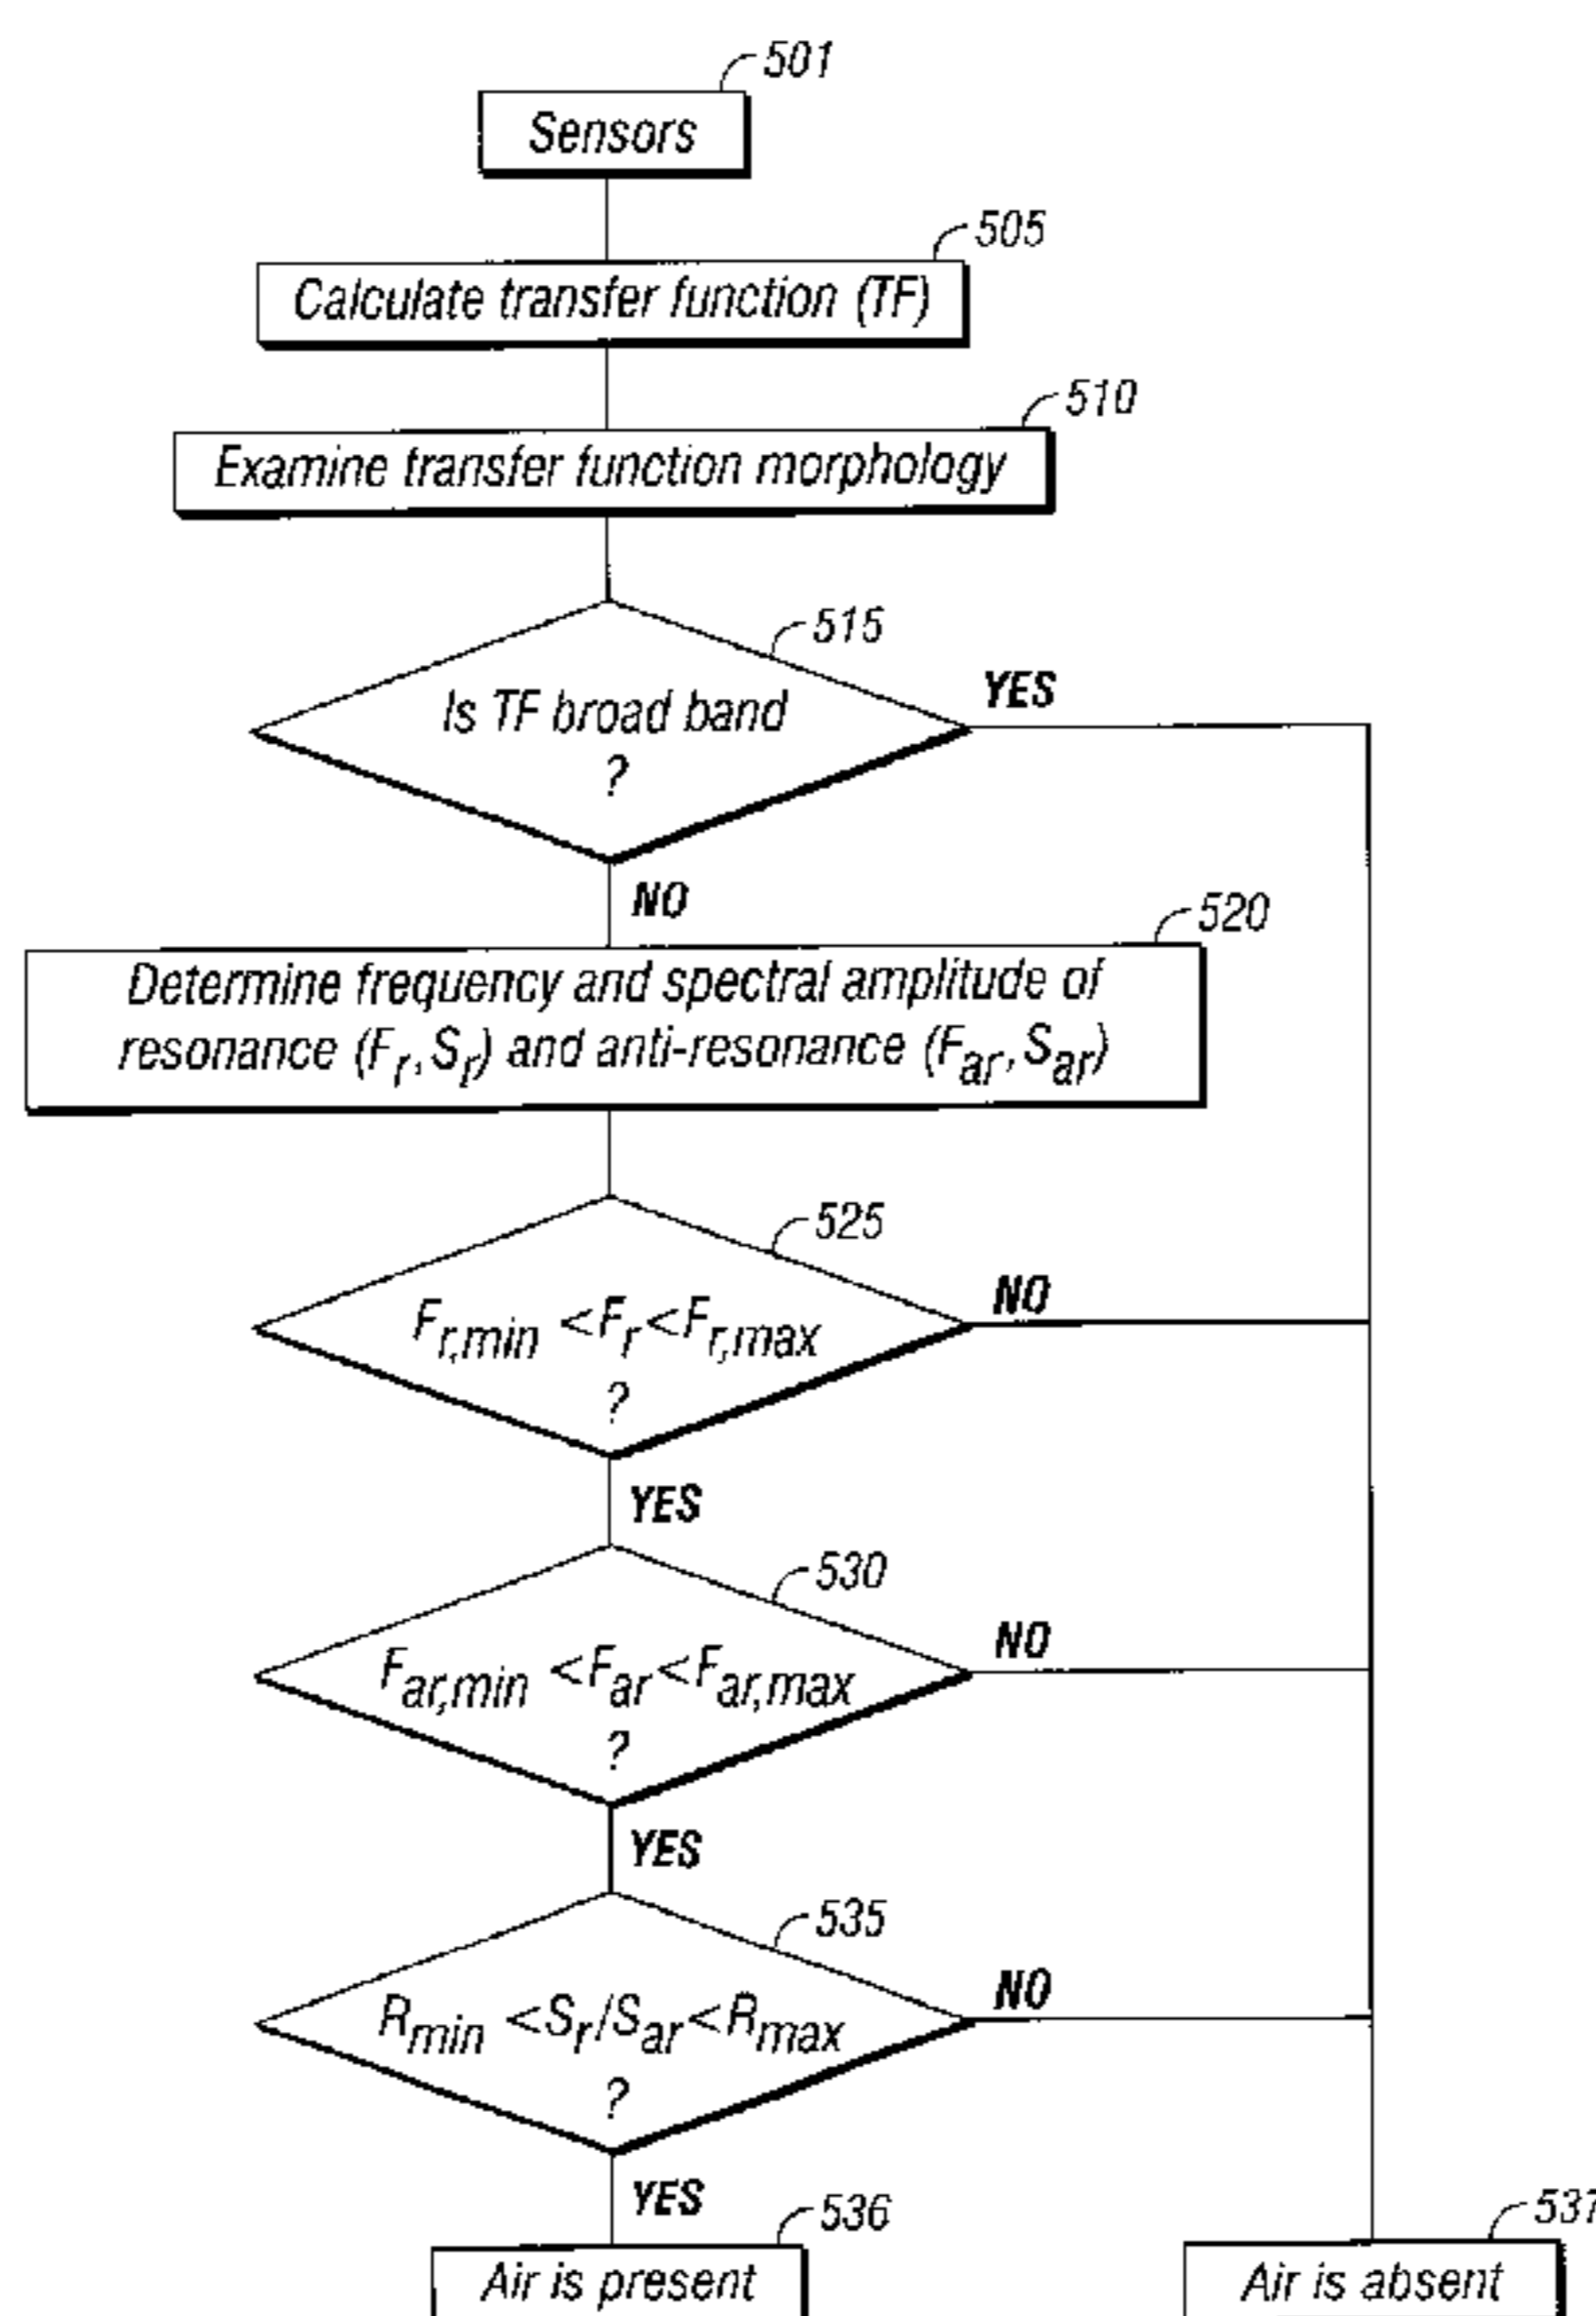 501
Sensors
505
Calculate transfer function (TF)
510
Examine transfer function morphology
515
Is TF broad band
?
YES
NO
520
Determine frequency and spectral amplitude of
resonance (Fr, Sr) and anti-resonance (Far, Sar)
525
Fr,min <Fr<Fr,max
?
NO
YES
530
Far,min <Far<Far,max
?
NO
YES
535
Rmin <Sr/Sar<Rmax
?
NO
YES
536
Air is present
537
Air is absent